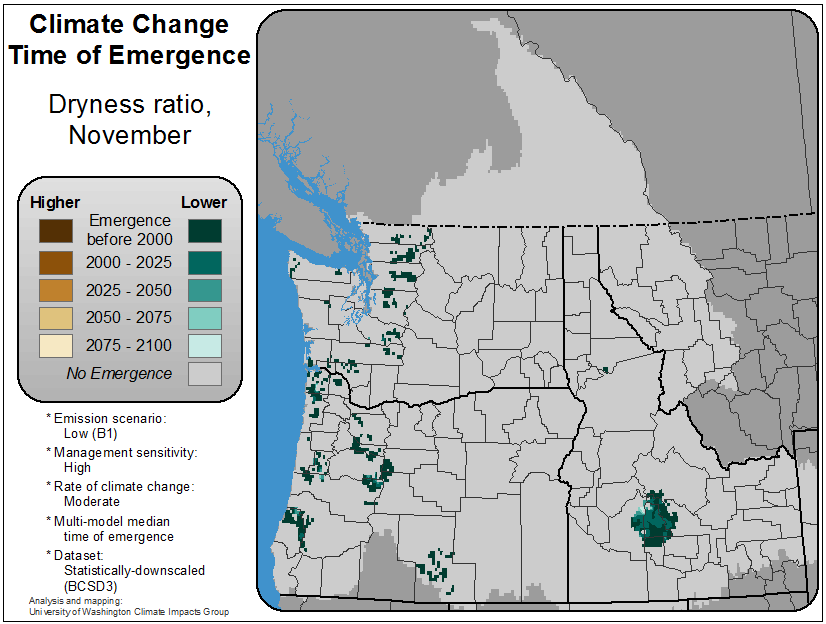 Climate Change
Time of Emergence
Dryness ratio,
November
Higher
Lower
Emergence
before 2000
2000 - 2025
2025 - 2050
2050 - 2075
2075 - 2100
No Emergence
* Emission scenario:
Low (B1)
* Management sensitivity:
High
* Rate of climate change:
Moderate
* Multi-model median
time of emergence
* Dataset:
Statistically-downscaled
(BCSD3)
Analysis and mapping:
University of Washington Climate Impacts Group